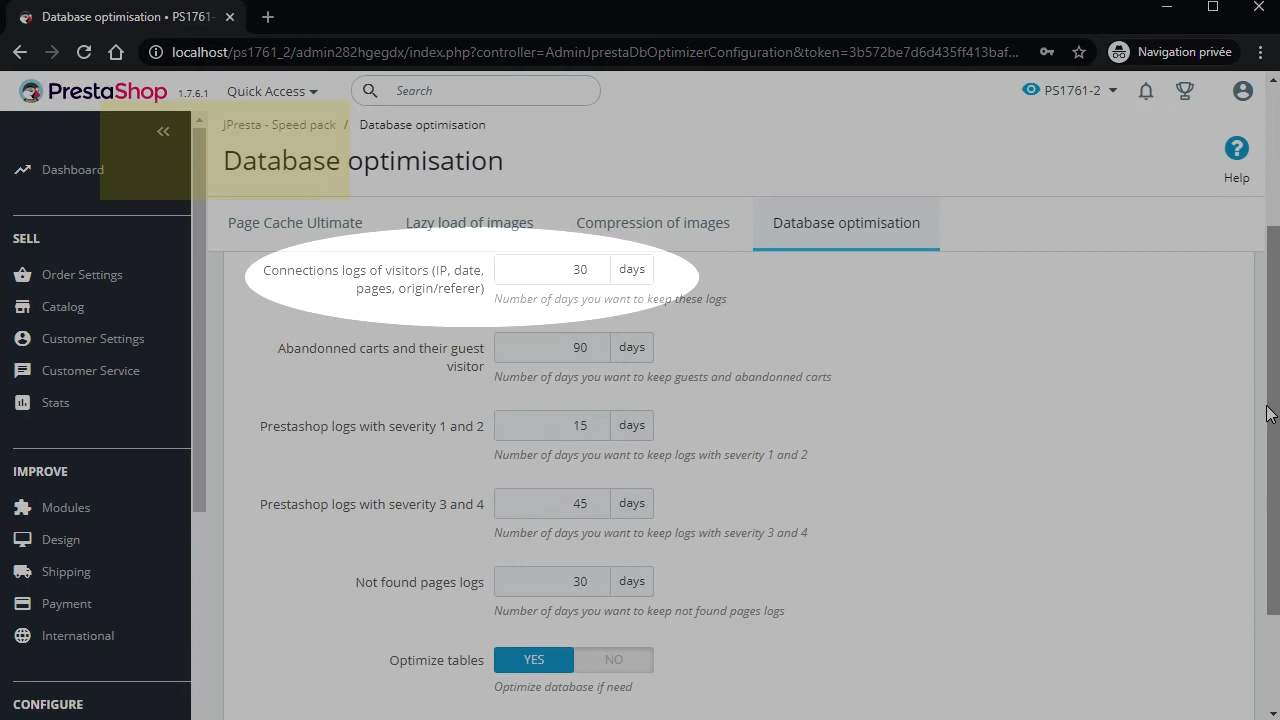 Database optimisation • PS1761-
localhost/ps1761_2/admin282hgegdx/index.php?controller=AdminJprestaDbOptimizerConfiguration&token=3b572be7d6d435ff413baf...
Navigation privée
PrestaShop 1.7.6.1
Quick Access
Search
PS1761-2
JPresta - Speed pack / Database optimisation
Database optimisation
Help
Dashboard
SELL
Order Settings
Catalog
Customer Settings
Customer Service
Stats
IMPROVE
Modules
Design
Shipping
Payment
International
CONFIGURE
Page Cache Ultimate
Lazy load of images
Compression of images
Database optimisation
Connections logs of visitors (IP, date,
pages, origin/referer)
30 days
Number of days you want to keep these logs
Abandonned carts and their guest
visitor
90 days
Number of days you want to keep guests and abandonned carts
Prestashop logs with severity 1 and 2
15 days
Number of days you want to keep logs with severity 1 and 2
Prestashop logs with severity 3 and 4
45 days
Number of days you want to keep logs with severity 3 and 4
Not found pages logs
30 days
Number of days you want to keep not found pages logs
Optimize tables
YES NO
Optimize database if need